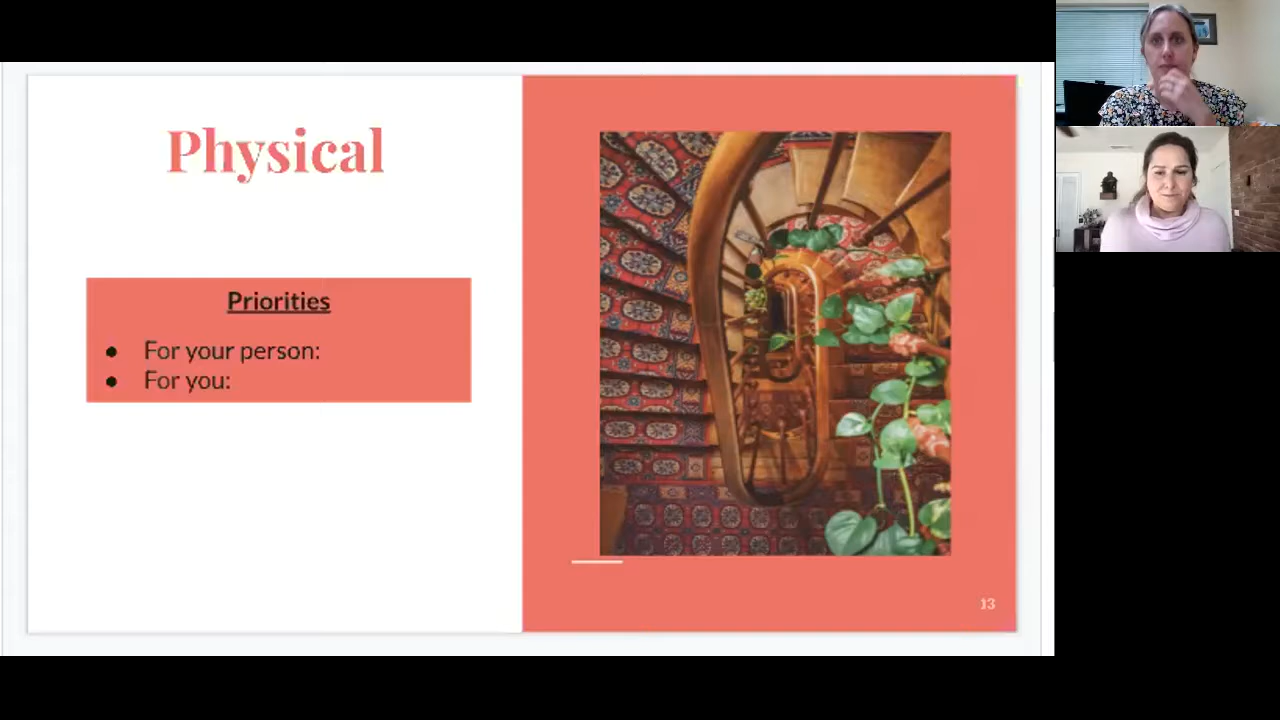 Physical
Priorities
● For your person:
● For you:
13